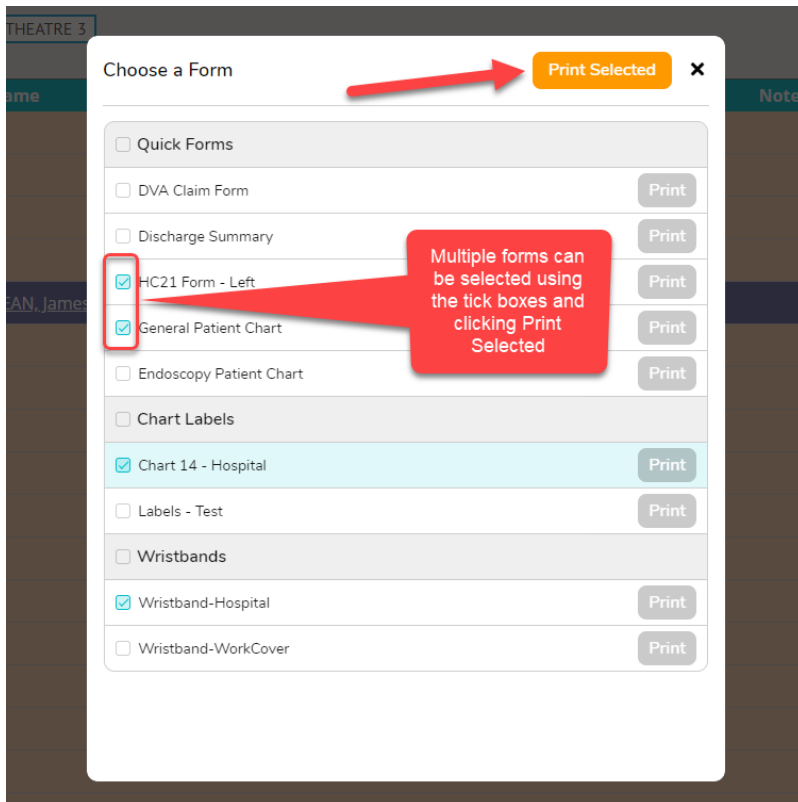 THEATRE 3
Choose a Form
Print Selected
ame
Note
Quick Forms
DVA Claim Form
Print
Discharge Summary
Print
HC21 Form - Left
Print
Multiple forms can
be selected using
the tick boxes and
clicking Print
Selected
EAN, James
General Patient Chart
Print
Endoscopy Patient Chart
Print
Chart Labels
Chart 14 - Hospital
Print
Labels - Test
Print
Wristbands
Wristband-Hospital
Print
Wristband-WorkCover
Print